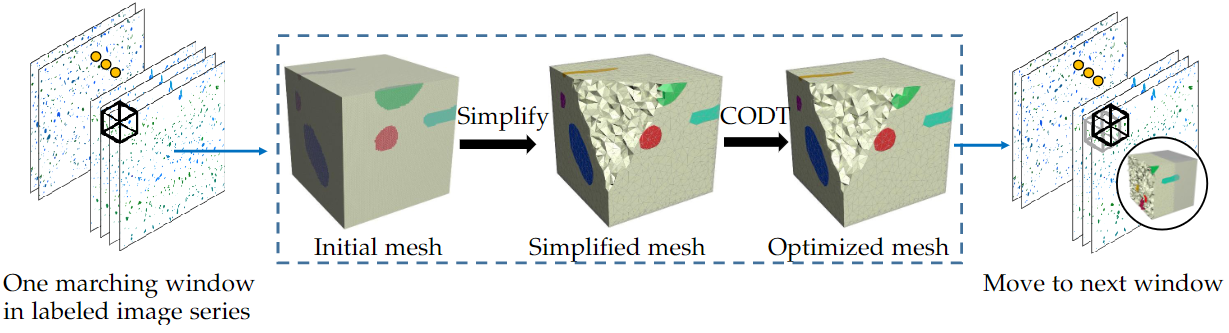 Simplify
CODT
Initial mesh
Simplified mesh
Optimized mesh
One marching window
in labeled image series
Move to next window